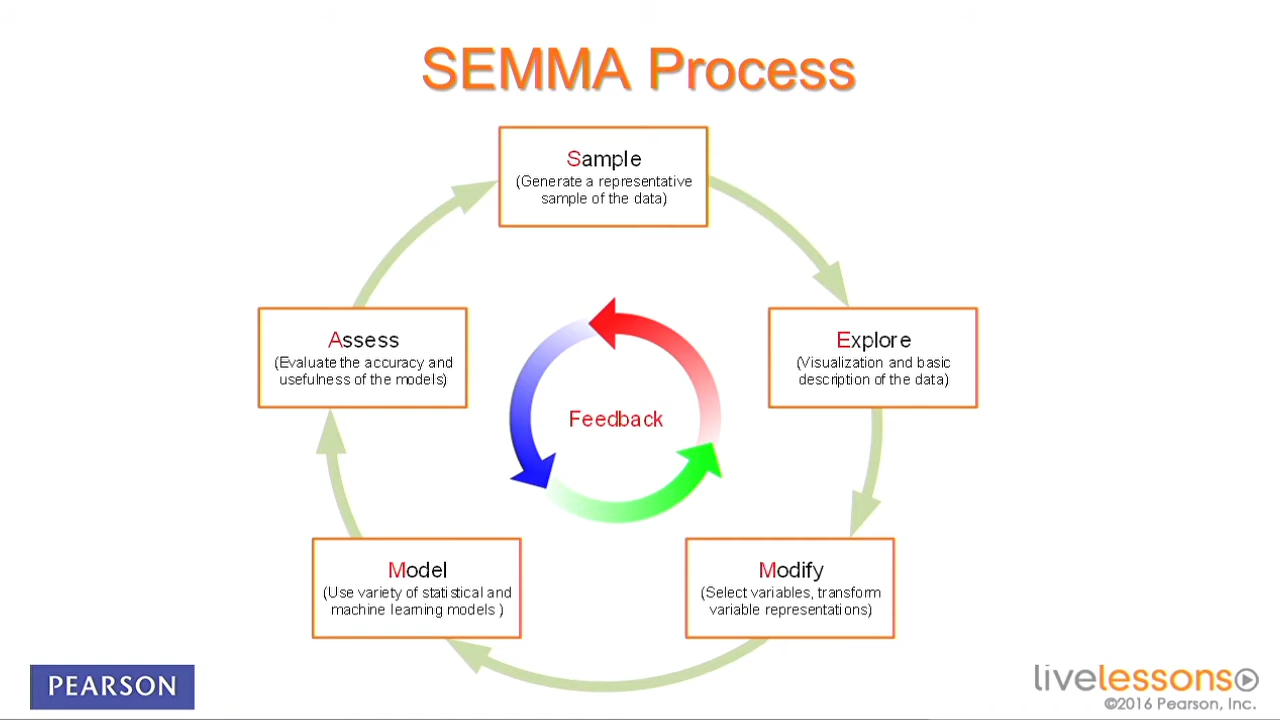 SEMMA Process
Sample
(Generate a representative
sample of the data)
Assess
(Evaluate the accuracy and
usefulness of the models)
Explore
(Visualization and basic
description of the data)
Feedback
Model
(Use variety of statistical and
machine learning models )
Modify
(Select variables, transform
variable representations)
PEARSON
livelessons
©2016 Pearson, Inc.